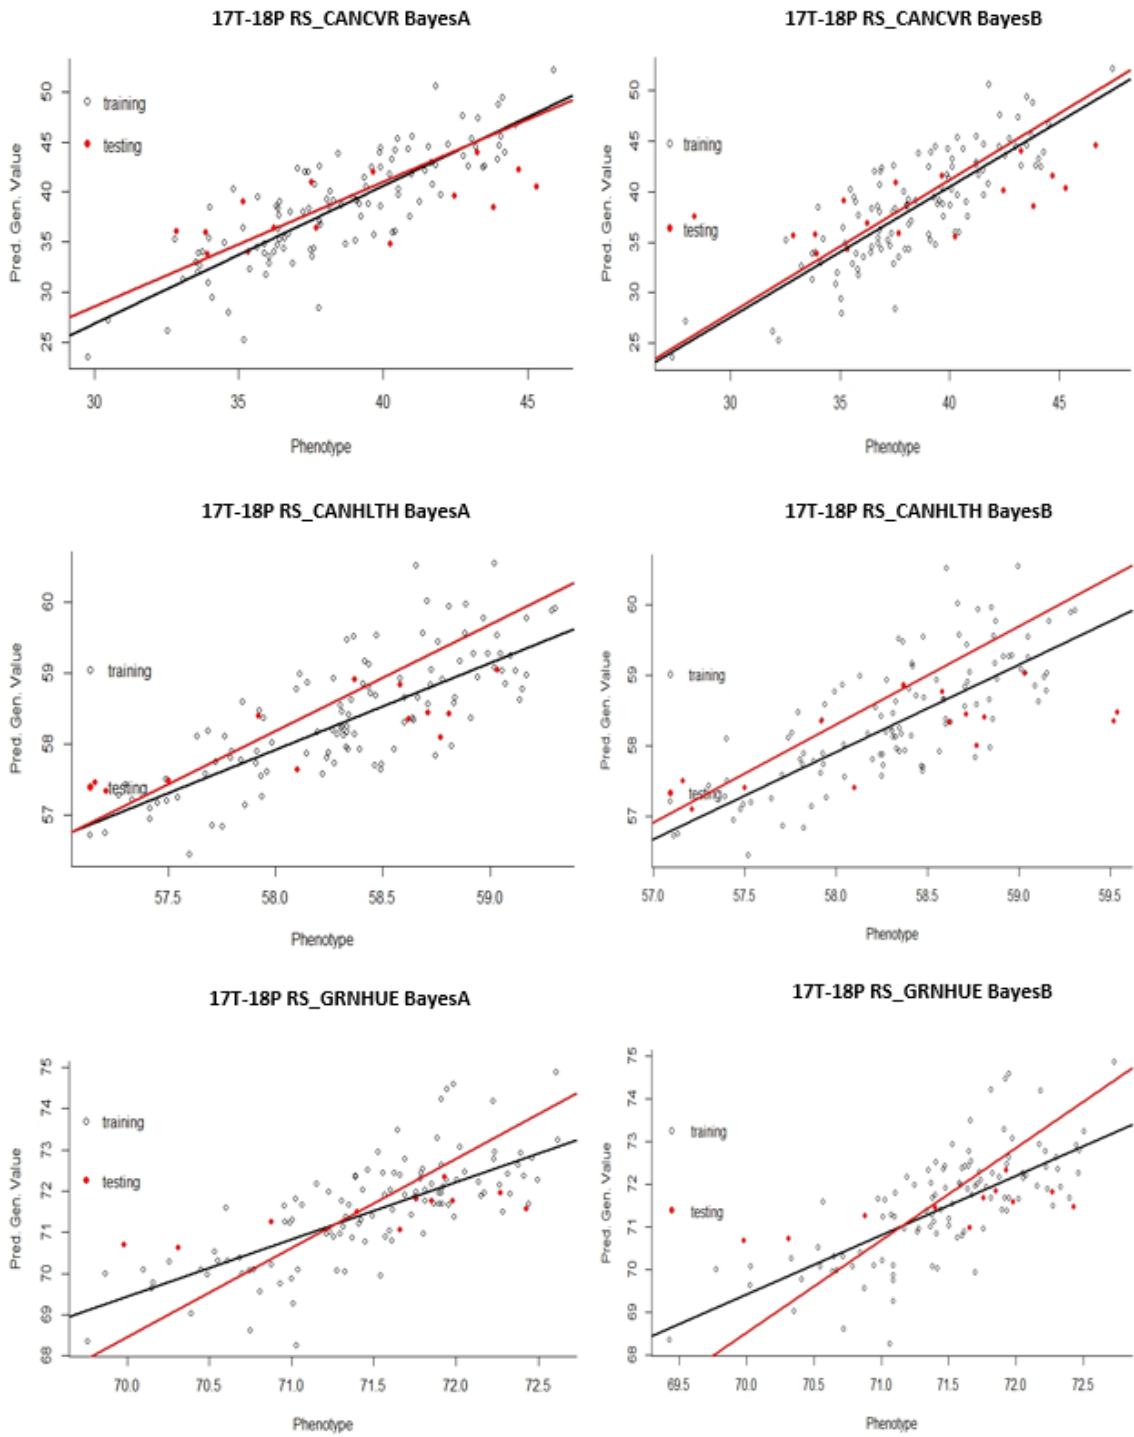 17T-18P RS_CANCVR BayesA
Pred. Gen. Value
50
45
40
35
30
25
training
testing
30 35 40 45
Phenotype
17T-18P RS_CANCVR BayesB
Pred. Gen. Value
50
45
40
35
30
25
training
testing
30 35 40 45
Phenotype
17T-18P RS_CANHLTH BayesA
Pred. Gen. Value
60
59
58
57
training
testing
57.5 58.0 58.5 59.0
Phenotype
17T-18P RS_CANHLTH BayesB
Pred. Gen. Value
60
59
58
57
training
testing
57.0 57.5 58.0 58.5 59.0 59.5
Phenotype
17T-18P RS_GRNHUE BayesA
Pred. Gen. Value
75
74
73
72
71
70
69
68
training
testing
70.0 70.5 71.0 71.5 72.0 72.5
Phenotype
17T-18P RS_GRNHUE BayesB
Pred. Gen. Value
75
74
73
72
71
70
69
68
training
testing
69.5 70.0 70.5 71.0 71.5 72.0 72.5
Phenotype